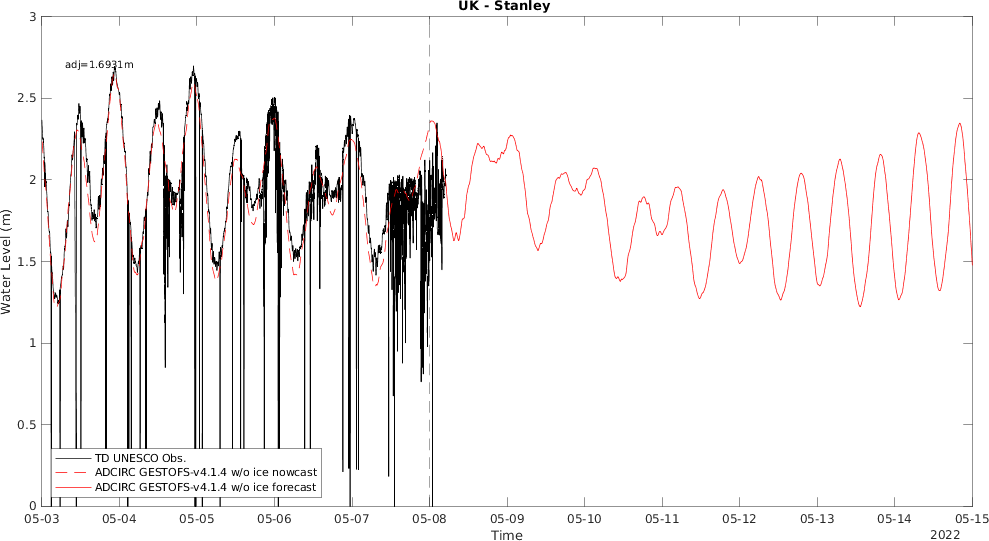 UK - Stanley
adj=1.6931m
3
2.5
2
1.5
1
0.5
0
Water Level (m)
TD UNESCO Obs.
ADCIRC GESTOFS-v4.1.4 w/o ice nowcast
ADCIRC GESTOFS-v4.1.4 w/o ice forecast
05-03 05-04 05-05 05-06 05-07 05-08 05-09 05-10 05-11 05-12 05-13 05-14 05-15
Time
2022